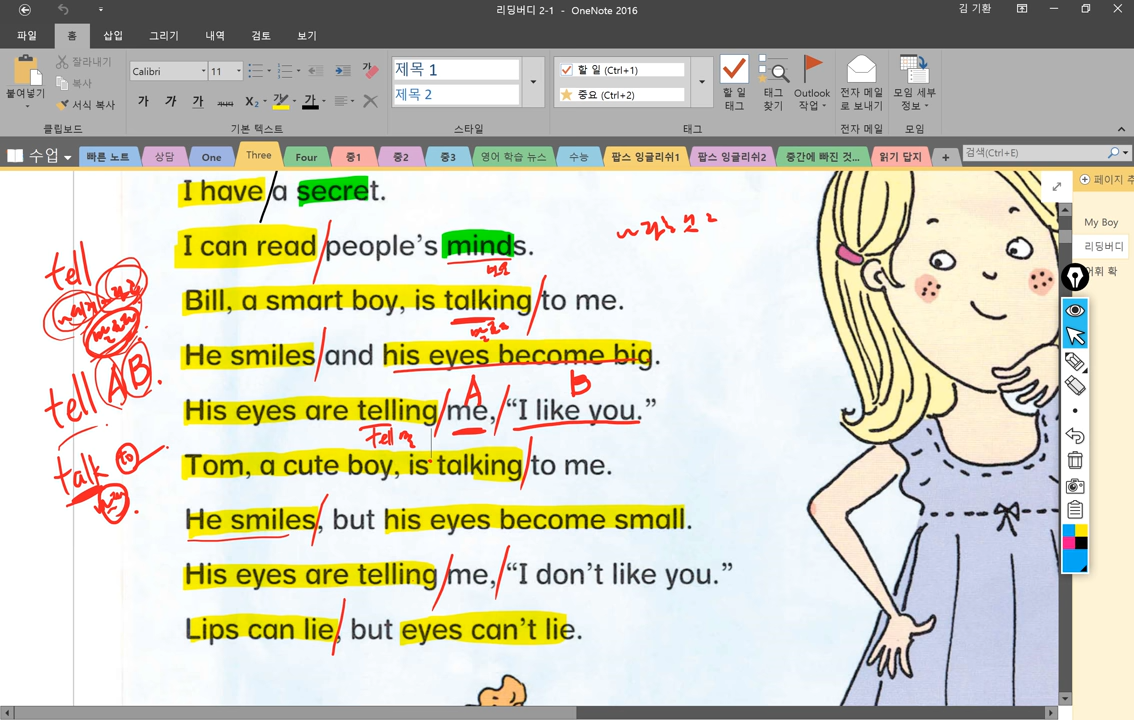 리딩버디 2-1 - OneNote 2016
김 기환
파일 홈 삽입 그리기 내역 검토 보기
붙여넣기
잘라내기
복사
서식 복사
클립보드
Calibri 11
가 가 가
기본 텍스트
제목 1
제목 2
스타일
할 일 (Ctrl+1)
중요 (Ctrl+2)
할 일 태그
태그 찾기
Outlook 작업
태그
전자 메일로 보내기
전자 메일
모임 세부 정보
모임
수업 빠른 노트 상담 One Three Four 중1 중2 중3 영어 학습 뉴스 수능 팝스 잉글리쉬1 팝스 잉글리쉬2 중간에 빠진 것... 읽기 답지
검색(Ctrl+E)
페이지 추
My Boy
리딩버디
어휘 확
I have a secret.
I can read people's minds.
Bill, a smart boy, is talking to me.
He smiles and his eyes become big.
A B
His eyes are telling me, “I like you.”
Tom, a cute boy, is talking to me.
He smiles, but his eyes become small.
His eyes are telling me, “I don't like you.”
Lips can lie, but eyes can't lie.
tell
tell A B.
talk to